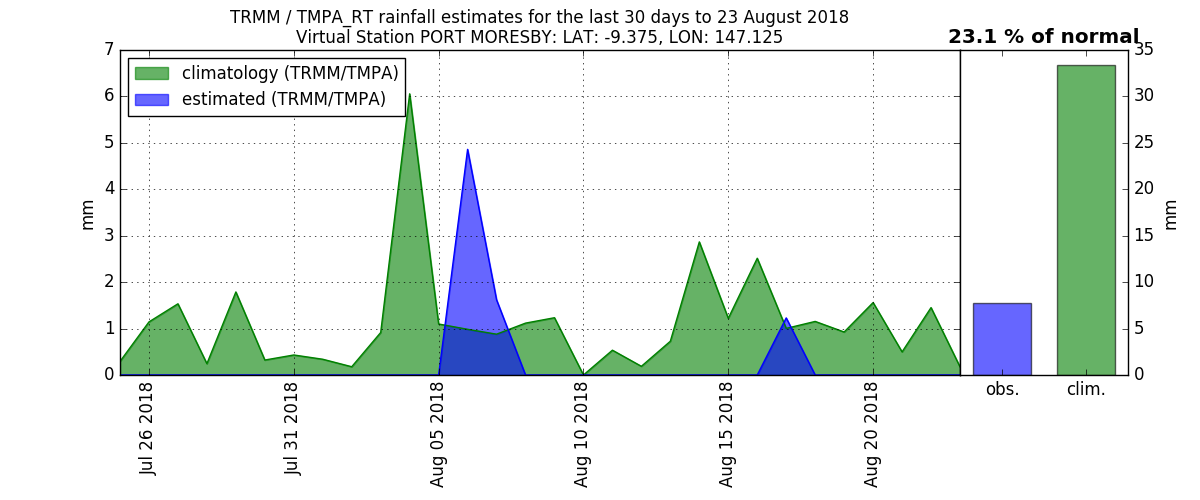 TRMM / TMPA_RT rainfall estimates for the last 30 days to 23 August 2018
Virtual Station PORT MORESBY: LAT: -9.375, LON: 147.125
23.1 % of normal
climatology (TRMM/TMPA)
estimated (TRMM/TMPA)
7
6
5
4
3
2
1
0
mm
Jul 26 2018
Jul 31 2018
Aug 05 2018
Aug 10 2018
Aug 15 2018
Aug 20 2018
35
30
25
20
15
10
5
0
mm
obs.
clim.